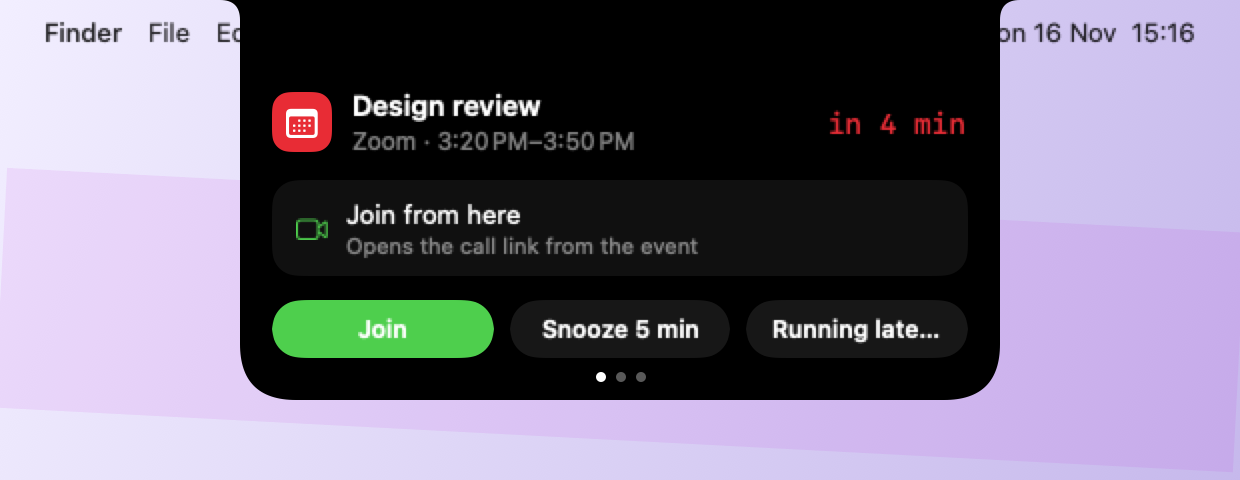 Finder File
16 Nov 15:16
Design review
Zoom · 3:20 PM–3:50 PM
in 4 min
Join from here
Opens the call link from the event
Join
Snooze 5 min
Running late...